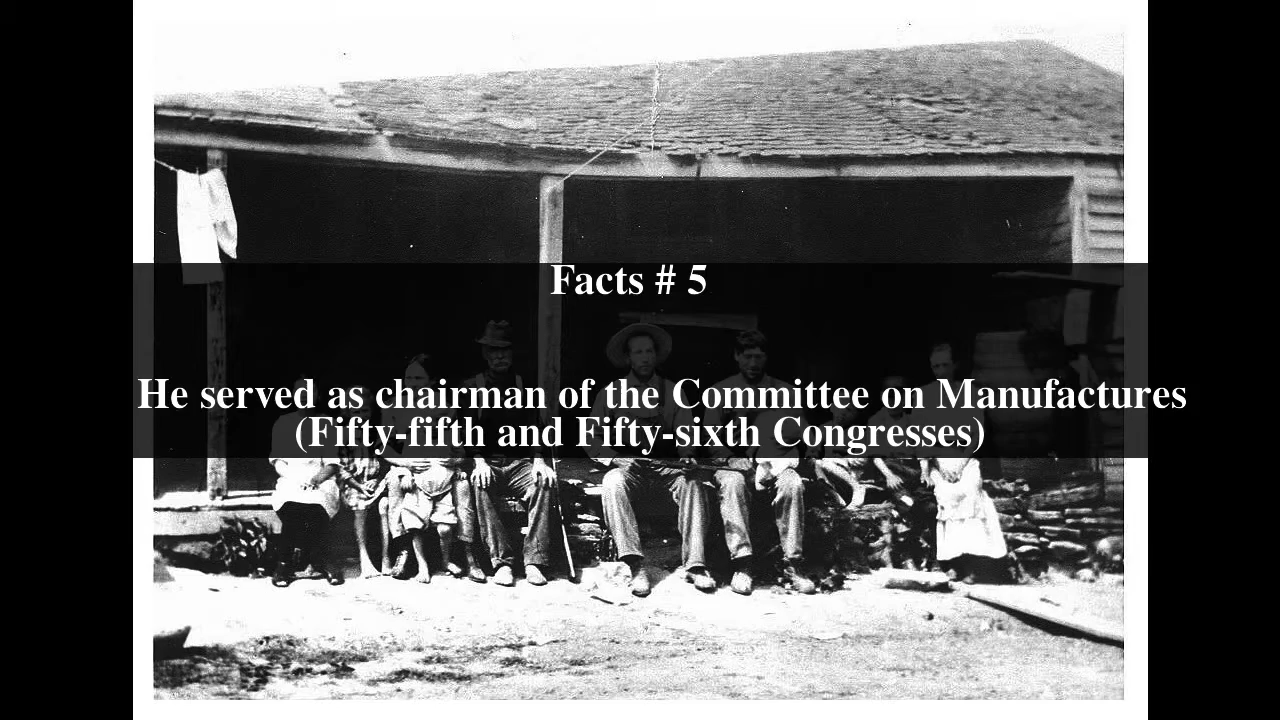 Facts # 5
He served as chairman of the Committee on Manufactures
(Fifty-fifth and Fifty-sixth Congresses)